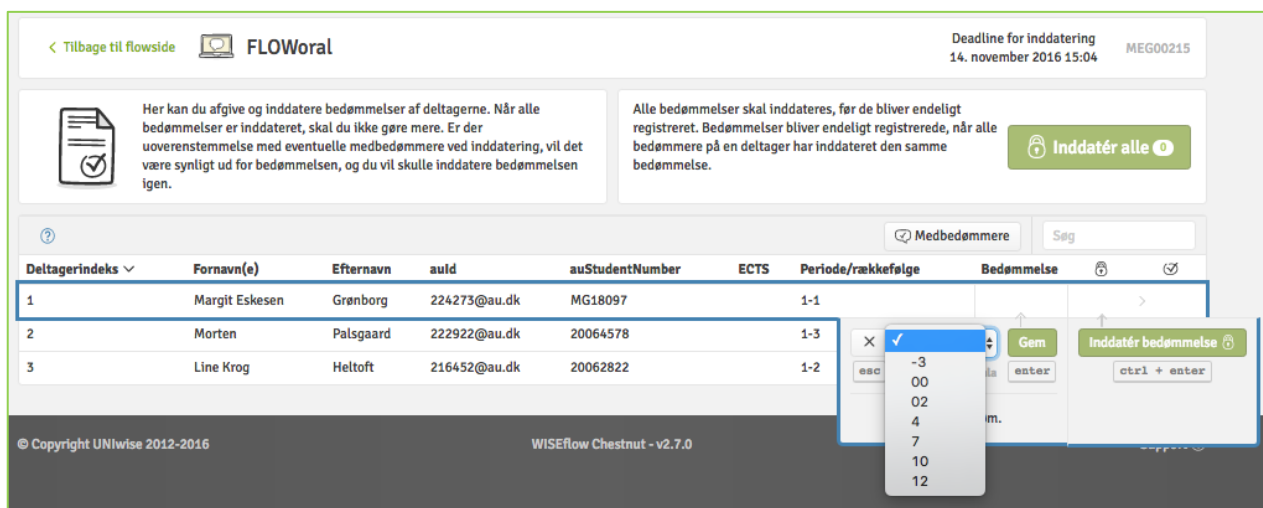 Tilbage til flowside
FLOWoral
Deadline for inddatering
14. november 2016 15:04
MEG00215
Her kan du afgive og inddatere bedømmelser af deltagerne. Når alle
bedømmelser er inddateret, skal du ikke gøre mere. Er der
uoverenstemmelse med eventuelle medbedømmere ved inddatering, vil det
være synligt ud for bedømmelsen, og du vil skulle inddatere bedømmelsen
igen.
Alle bedømmelser skal inddateres, før de bliver endeligt
registreret. Bedømmelser bliver endeligt registrerede, når alle
bedømmere på en deltager har inddateret den samme
bedømmelse.
Inddatér alle 0
Medbedømmere
Søg
Deltagerindeks Fornavn(e) Efternavn auId auStudentNumber ECTS Periode/rækkefølge Bedømmelse
1 Margit Eskesen Grønborg 224273@au.dk MG18097 1-1
2 Morten Palsgaard 222922@au.dk 20064578 1-3
3 Line Krog Heltoft 216452@au.dk 20062822 1-2
Gem
Inddatér bedømmelse
esc
enter
ctrl + enter
-3
00
02
4
7
10
12
© Copyright UNIwise 2012-2016
WISEflow Chestnut - v2.7.0